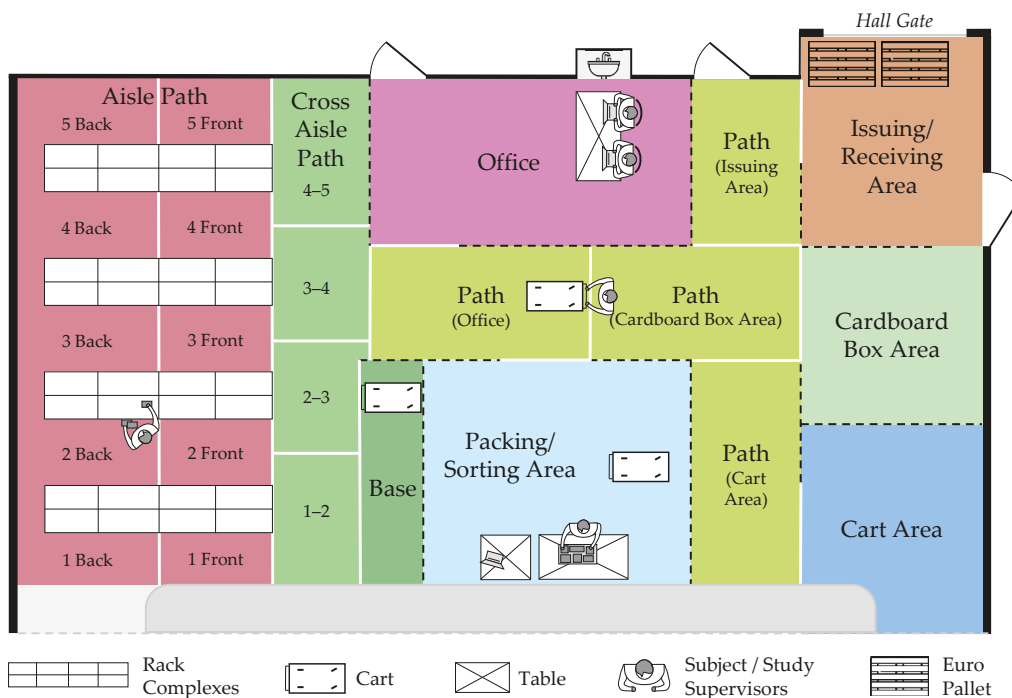 Hall Gate
Aisle Path
5 Back
5 Front
Cross
Aisle
Path
4–5
Office
Path
(Issuing
Area)
Issuing/
Receiving
Area
4 Back
4 Front
3–4
Path
(Office)
Path
(Cardboard Box Area)
Cardboard
Box Area
3 Back
3 Front
2–3
2 Back
2 Front
Packing/
Sorting Area
Path
(Cart
Area)
Base
1–2
Cart Area
1 Back
1 Front
Rack
Complexes
Cart
Table
Subject / Study
Supervisors
Euro
Pallet